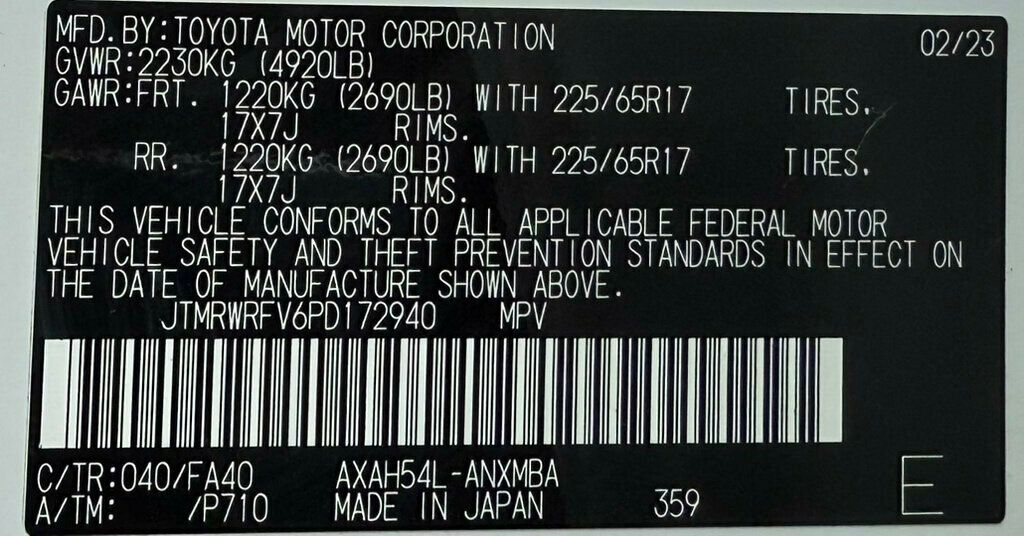 MFD.BY:TOYOTA MOTOR CORPORATION 02/23
GVWR:2230KG (4920LB)
GAWR:FRT. 1220KG (2690LB) WITH 225/65R17 TIRES.
17X7J RIMS.
RR. 1220KG (2690LB) WITH 225/65R17 TIRES.
17X7J RIMS.
THIS VEHICLE CONFORMS TO ALL APPLICABLE FEDERAL MOTOR
VEHICLE SAFETY AND THEFT PREVENTION STANDARDS IN EFFECT ON
THE DATE OF MANUFACTURE SHOWN ABOVE.
JTMRWRFV6PD172940 MPV
C/TR:040/FA40 AXAH54L-ANXMBA
A/TM: /P710 MADE IN JAPAN 359 E